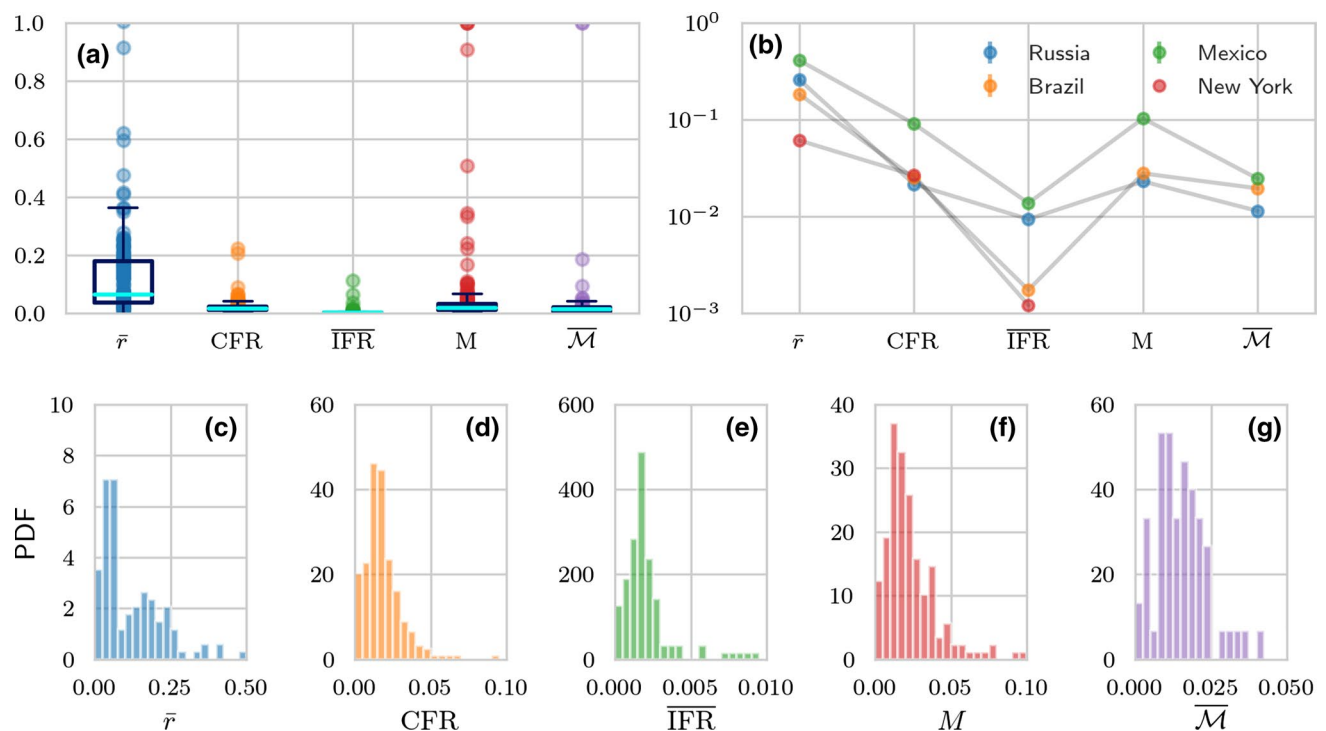 (a)
1.0
0.8
0.6
0.4
0.2
0.0
r̄ CFR I̅F̅R̅ M ℳ̅
(b)
10⁰
10⁻¹
10⁻²
10⁻³
Russia Mexico
Brazil New York
r̄ CFR I̅F̅R̅ M ℳ̅
PDF
(c)
10
8
6
4
2
0
0.00 0.25 0.50
r̄
(d)
60
40
20
0
0.00 0.05 0.10
CFR
(e)
600
400
200
0
0.000 0.005 0.010
I̅F̅R̅
(f)
40
30
20
10
0
0.00 0.05 0.10
M
(g)
60
50
40
30
20
10
0
0.000 0.025 0.050
ℳ̅